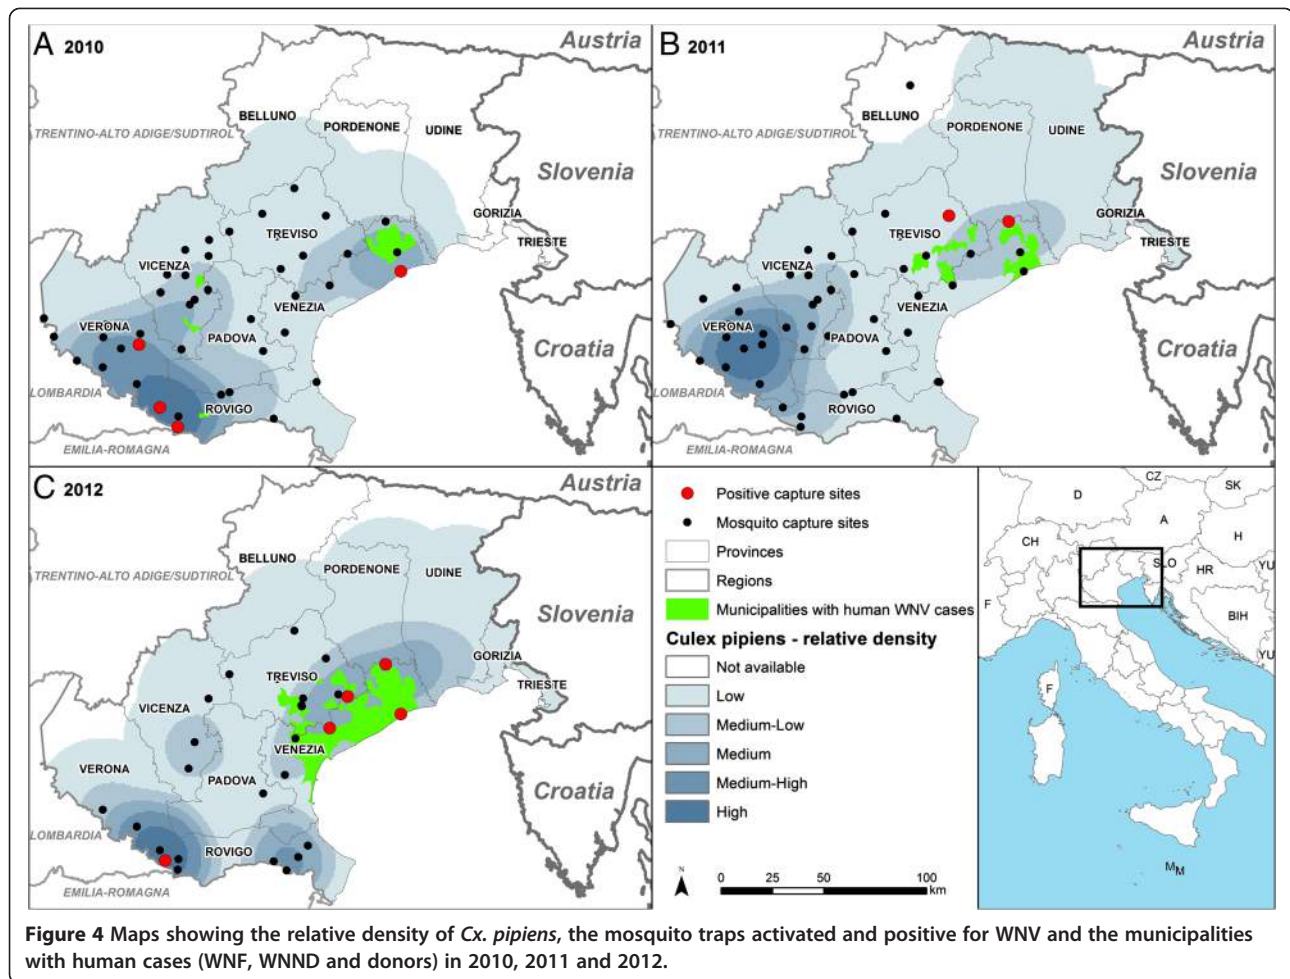 A 2010
Austria
BELLUNO
TRENTINO-ALTO ADIGE/SUDTIROL
PORDENONE
UDINE
Slovenia
GORIZIA
TREVISO
TRIESTE
VICENZA
VENEZIA
VERONA
PADOVA
Croatia
LOMBARDIA
ROVIGO
EMILIA-ROMAGNA
B 2011
Austria
BELLUNO
TRENTINO-ALTO ADIGE/SUDTIROL
PORDENONE
UDINE
Slovenia
GORIZIA
TREVISO
TRIESTE
VICENZA
VENEZIA
VERONA
PADOVA
Croatia
LOMBARDIA
ROVIGO
EMILIA-ROMAGNA
C 2012
Austria
BELLUNO
TRENTINO-ALTO ADIGE/SUDTIROL
PORDENONE
UDINE
Slovenia
GORIZIA
TREVISO
TRIESTE
VICENZA
VENEZIA
VERONA
PADOVA
Croatia
LOMBARDIA
ROVIGO
EMILIA-ROMAGNA
Positive capture sites
Mosquito capture sites
Provinces
Regions
Municipalities with human WNV cases
Culex pipiens - relative density
Not available
Low
Medium-Low
Medium
Medium-High
High
N
0 25 50 100
km
CZ
D
SK
A
CH
H
SLO
HR
YU
F
BIH
YU
F
M M
Figure 4 Maps showing the relative density of Cx. pipiens, the mosquito traps activated and positive for WNV and the municipalities
with human cases (WNF, WNND and donors) in 2010, 2011 and 2012.